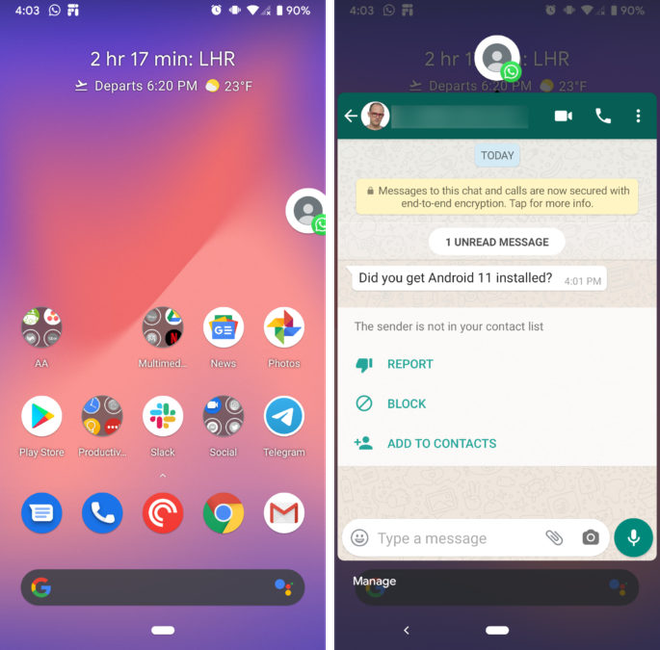 4:03
90%
2 hr 17 min: LHR
Departs 6:20 PM 23°F
AA
Multimed...
News
Photos
Play Store
Productiv...
Slack
Social
Telegram
4:03
90%
2 hr 1 : LHR
Departs 6:20 PM 23°F
TODAY
Messages to this chat and calls are now secured with
end-to-end encryption. Tap for more info.
1 UNREAD MESSAGE
Did you get Android 11 installed? 4:01 PM
The sender is not in your contact list
REPORT
BLOCK
ADD TO CONTACTS
Type a message
Manage